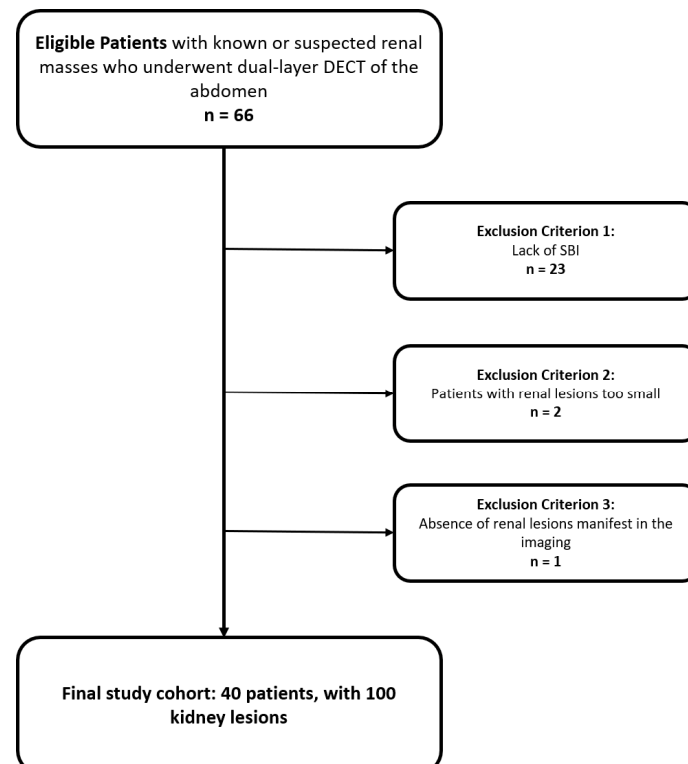 Eligible Patients with known or suspected renal
masses who underwent dual-layer DECT of the
abdomen
n = 66
Exclusion Criterion 1:
Lack of SBI
n = 23
Exclusion Criterion 2:
Patients with renal lesions too small
n = 2
Exclusion Criterion 3:
Absence of renal lesions manifest in the
imaging
n = 1
Final study cohort: 40 patients, with 100
kidney lesions